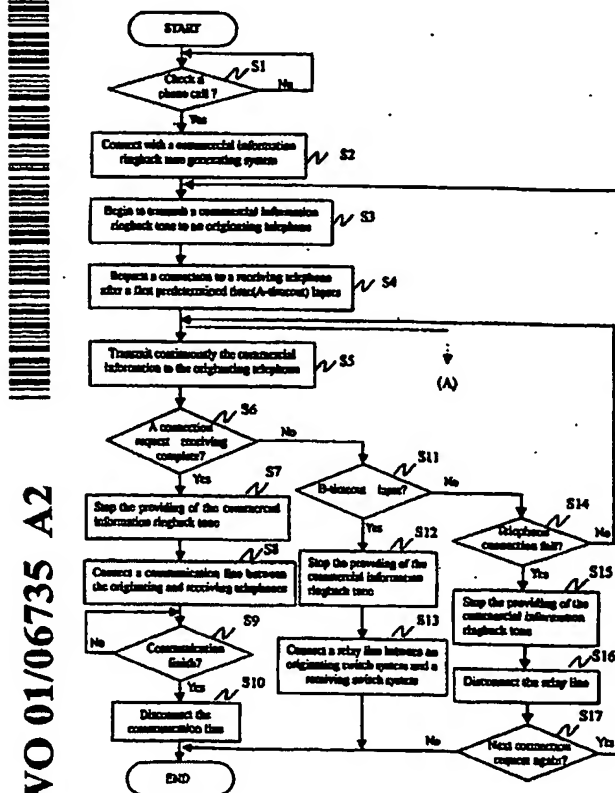 START
S1
Check a
phone call ?
No
Yes
Connect with a commercial information
ringback tone generating system
S2
Begin to transmit a commercial information
ringback tone to an originating telephone
S3
Request a connection to a receiving telephone
after a first predetermined time(A-timeout) lapses
S4
Transmit continuously the commercial
information to the originating telephone
S5
(A)
S6
A connection
request receiving
complete?
No
Yes
S7
Stop the providing of the commercial
information ringback tone
S8
Connect a communication line between
the originating and receiving telephones
S9
Communication
finish?
No
Yes
S10
Disconnect the
communication line
END
S11
B-timeout lapse?
No
Yes
S12
Stop the providing of the
commercial information
ringback tone
S13
Connect a relay line between an
originating switch system and a
receiving switch system
S14
Telephone
connection fail?
No
Yes
S15
Stop the providing of the
commercial information
ringback tone
S16
Disconnect the relay line
S17
Next connection
request again?
No
Yes
WO 01/06735 A2